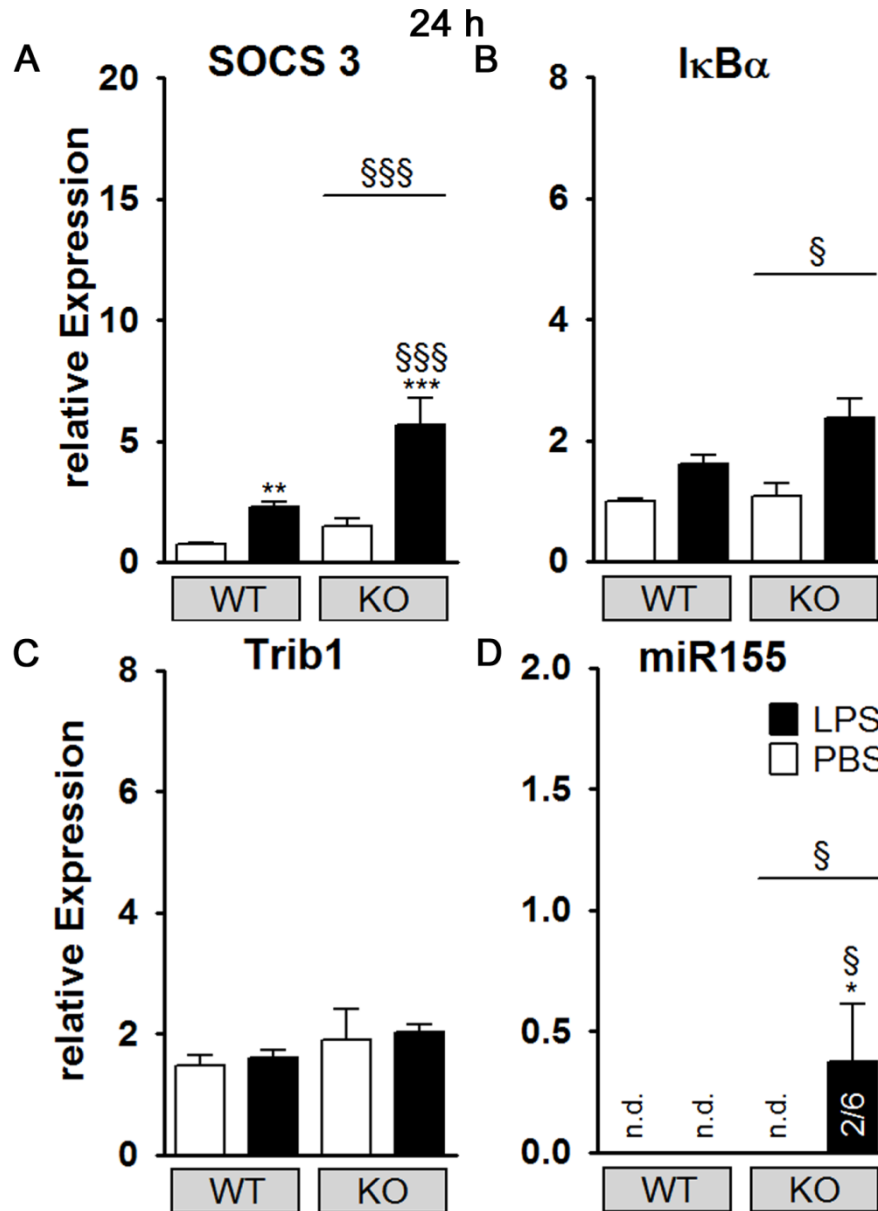 24 h
A
SOCS 3
relative Expression
20
15
10
5
0
§§§
**
§§§
***
WT
KO
B
IκBα
8
6
4
2
0
§
WT
KO
C
Trib1
relative Expression
8
6
4
2
0
WT
KO
D
miR155
2.0
1.5
1.0
0.5
0.0
LPS
PBS
§
§
*
n.d.
n.d.
n.d.
2/6
WT
KO